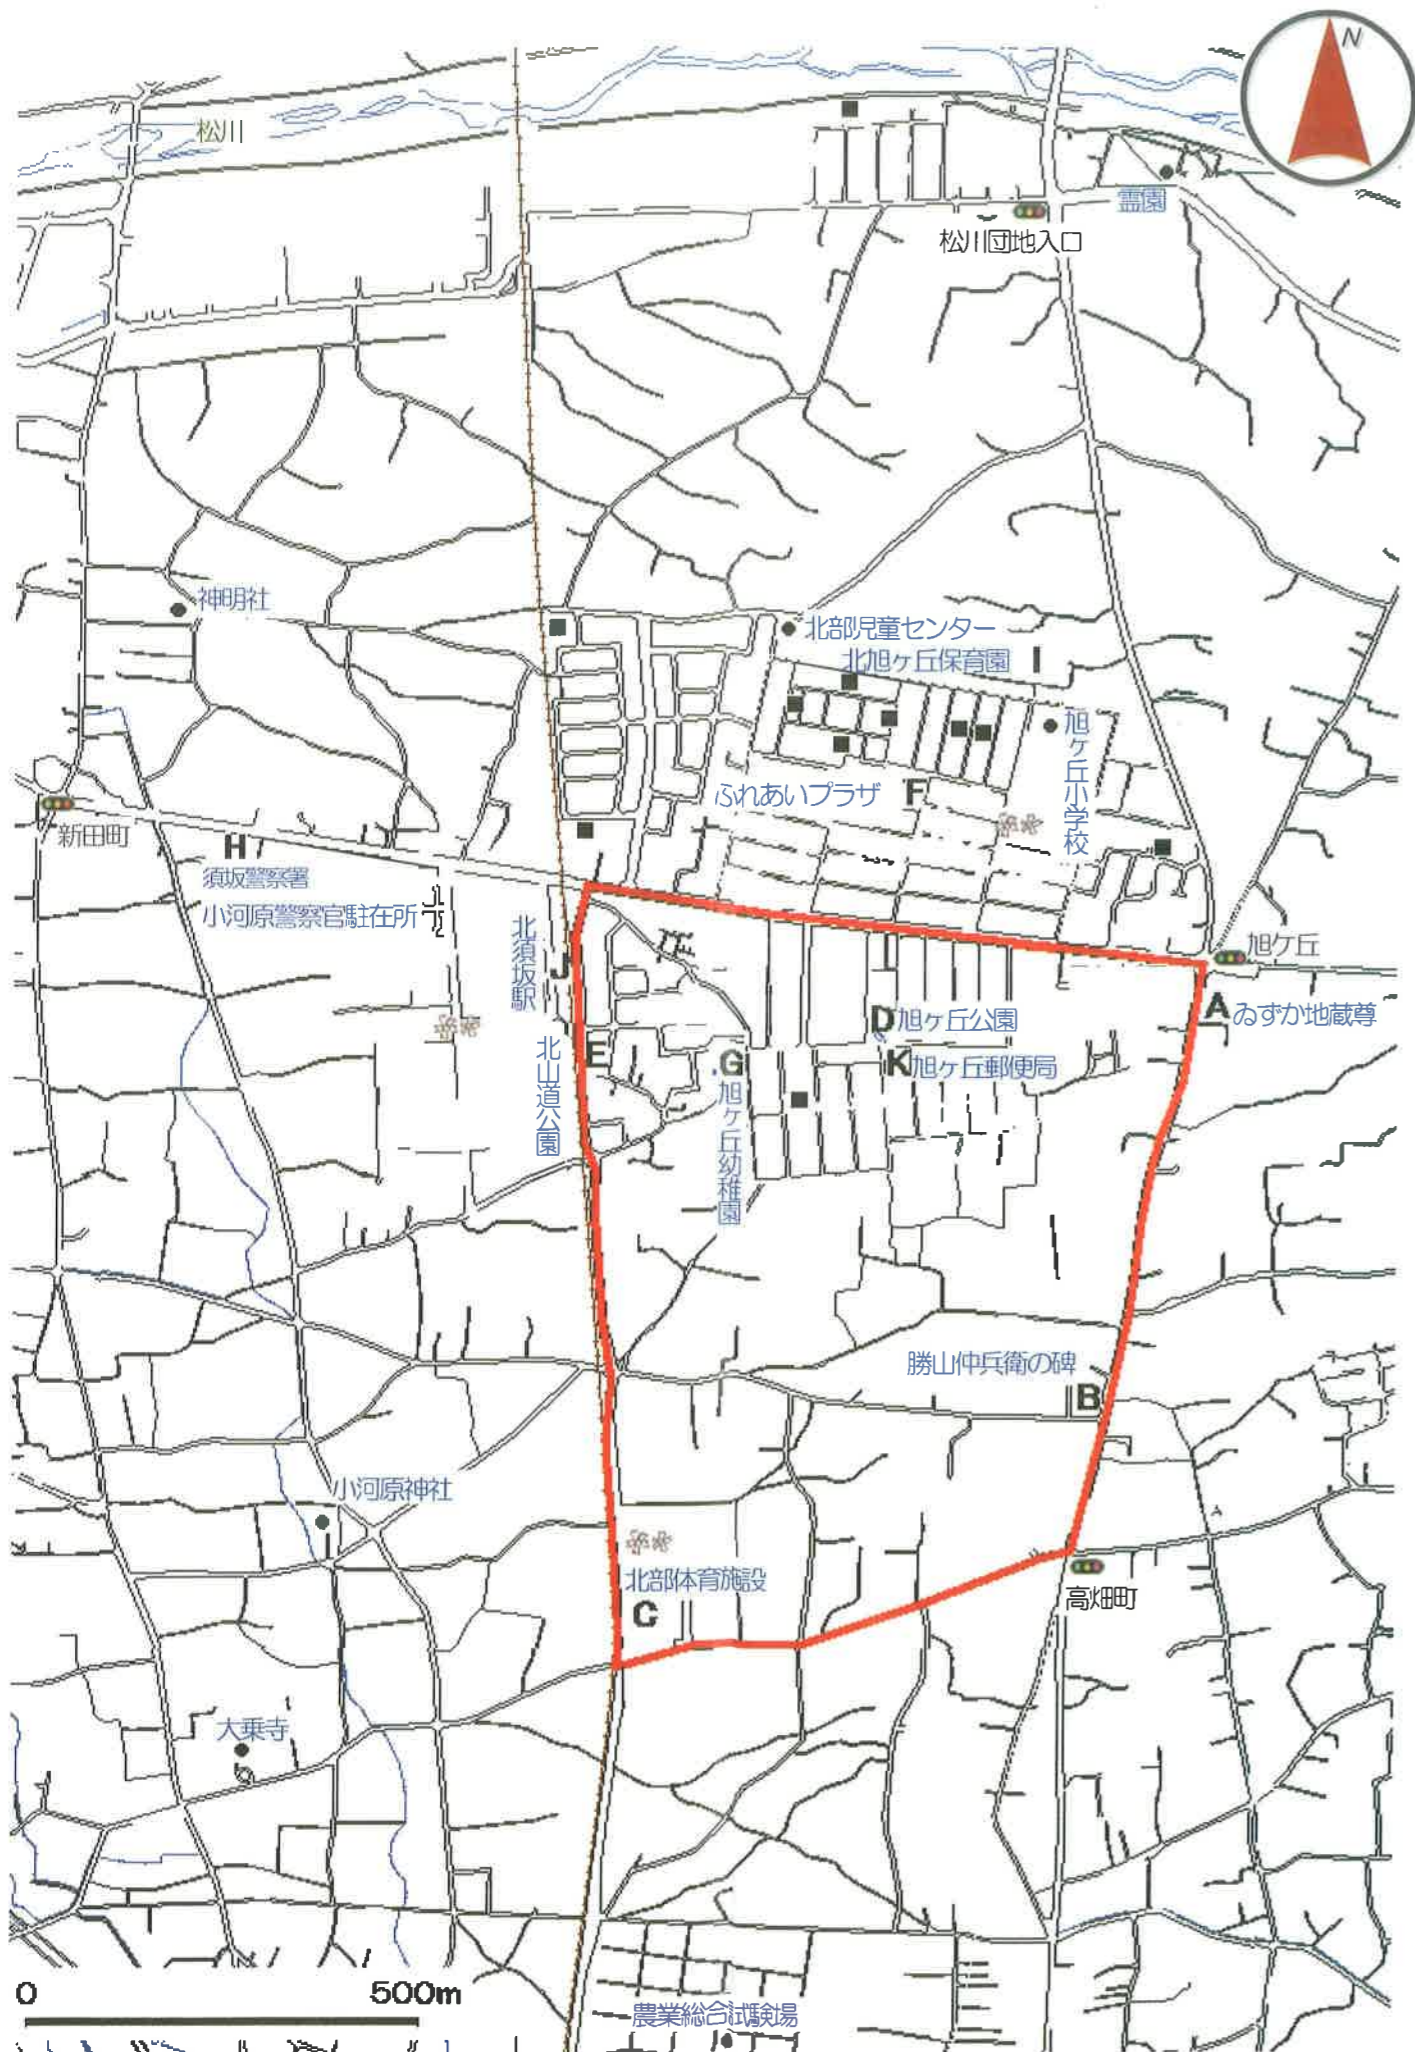 N
松川
霊園
松川団地入口
神明社
北部児童センター
北旭ヶ丘保育園
I
旭ヶ丘小学校
ふれあいプラザ
F
新田町
H
須坂警察署
小河原警察官駐在所
北須坂駅
J
旭ケ丘
A
ゐずか地蔵尊
D
旭ヶ丘公園
E
G
K
旭ヶ丘郵便局
北山道公園
旭ヶ丘幼稚園
勝山仲兵衛の碑
B
小河原神社
北部体育施設
C
高畑町
大乗寺
0
500m
農業総合試験場